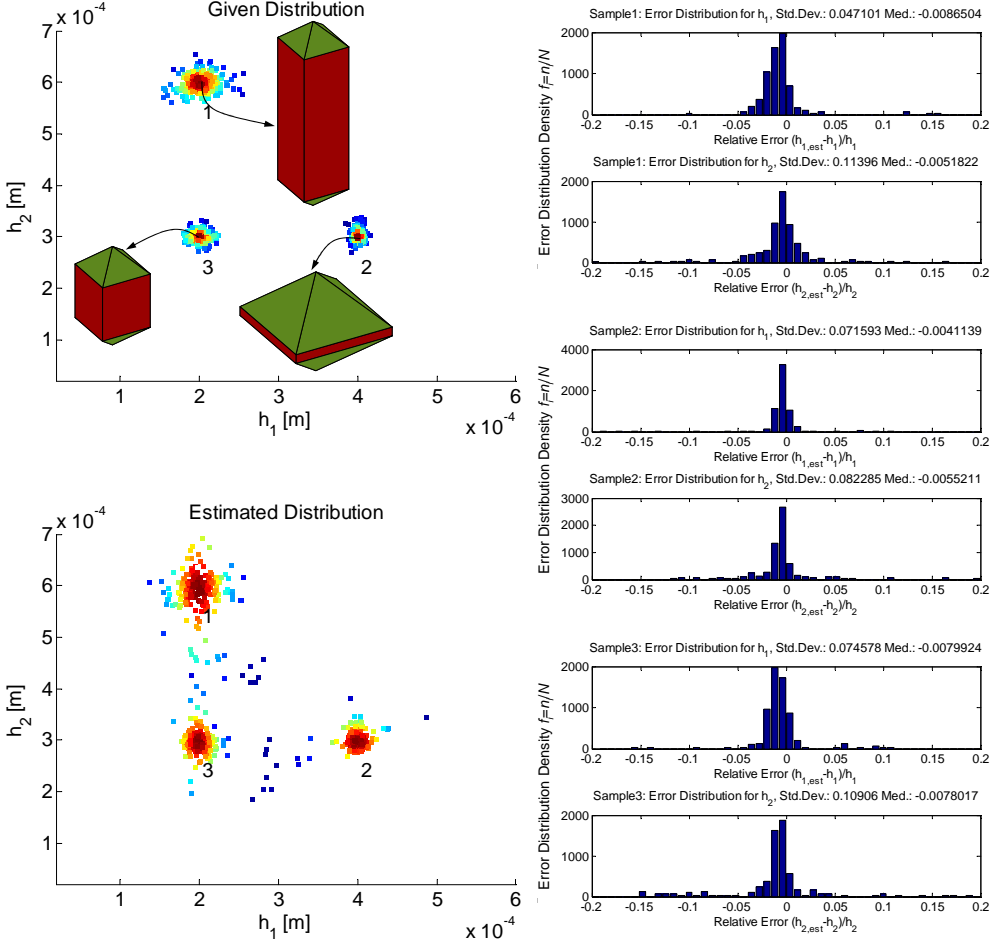 Given Distribution
7 x 10-4
6
5
4
3
2
1
h2 [m]
1
3
2
1 2 3 4 5 6
h1 [m]
x 10-4
Estimated Distribution
7 x 10-4
6
5
4
3
2
1
h2 [m]
1
3
2
1 2 3 4 5 6
h1 [m]
x 10-4
Sample1: Error Distribution for h1, Std.Dev.: 0.047101 Med.: -0.0086504
2000
1000
0
-0.2 -0.15 -0.1 -0.05 0 0.05 0.1 0.15 0.2
Relative Error (h1,est-h1)/h1
Error Distribution Density fi=ni/N
Sample1: Error Distribution for h2, Std.Dev.: 0.11396 Med.: -0.0051822
2000
1000
0
-0.2 -0.15 -0.1 -0.05 0 0.05 0.1 0.15 0.2
Relative Error (h2,est-h2)/h2
Sample2: Error Distribution for h1, Std.Dev.: 0.071593 Med.: -0.0041139
4000
2000
0
-0.2 -0.15 -0.1 -0.05 0 0.05 0.1 0.15 0.2
Relative Error (h1,est-h1)/h1
Error Distribution Density fi=ni/N
Sample2: Error Distribution for h2, Std.Dev.: 0.082285 Med.: -0.0055211
3000
2000
1000
0
-0.2 -0.15 -0.1 -0.05 0 0.05 0.1 0.15 0.2
Relative Error (h2,est-h2)/h2
Sample3: Error Distribution for h1, Std.Dev.: 0.074578 Med.: -0.0079924
2000
1000
0
-0.2 -0.15 -0.1 -0.05 0 0.05 0.1 0.15 0.2
Relative Error (h1,est-h1)/h1
Error Distribution Density fi=ni/N
Sample3: Error Distribution for h2, Std.Dev.: 0.10906 Med.: -0.0078017
2000
1000
0
-0.2 -0.15 -0.1 -0.05 0 0.05 0.1 0.15 0.2
Relative Error (h2,est-h2)/h2